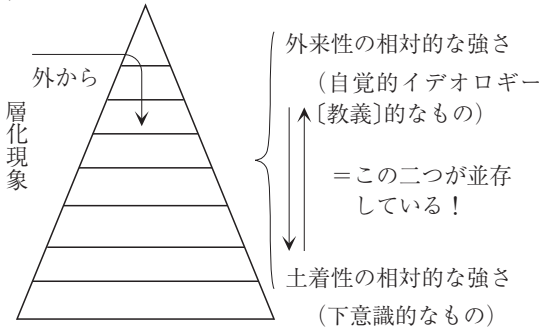 外来性の相対的な強さ
(自覚的イデオロギー
〔教義〕的なもの)
外から
層化現象
=この二つが並存
している!
土着性の相対的な強さ
(下意識的なもの)